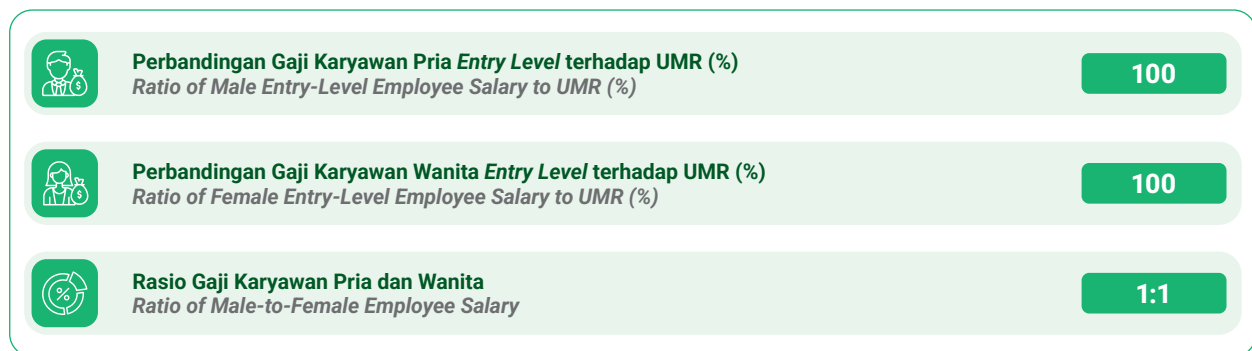 Perbandingan Gaji Karyawan Pria Entry Level terhadap UMR (%)
Ratio of Male Entry-Level Employee Salary to UMR (%)
100
Perbandingan Gaji Karyawan Wanita Entry Level terhadap UMR (%)
Ratio of Female Entry-Level Employee Salary to UMR (%)
100
Rasio Gaji Karyawan Pria dan Wanita
Ratio of Male-to-Female Employee Salary
1:1